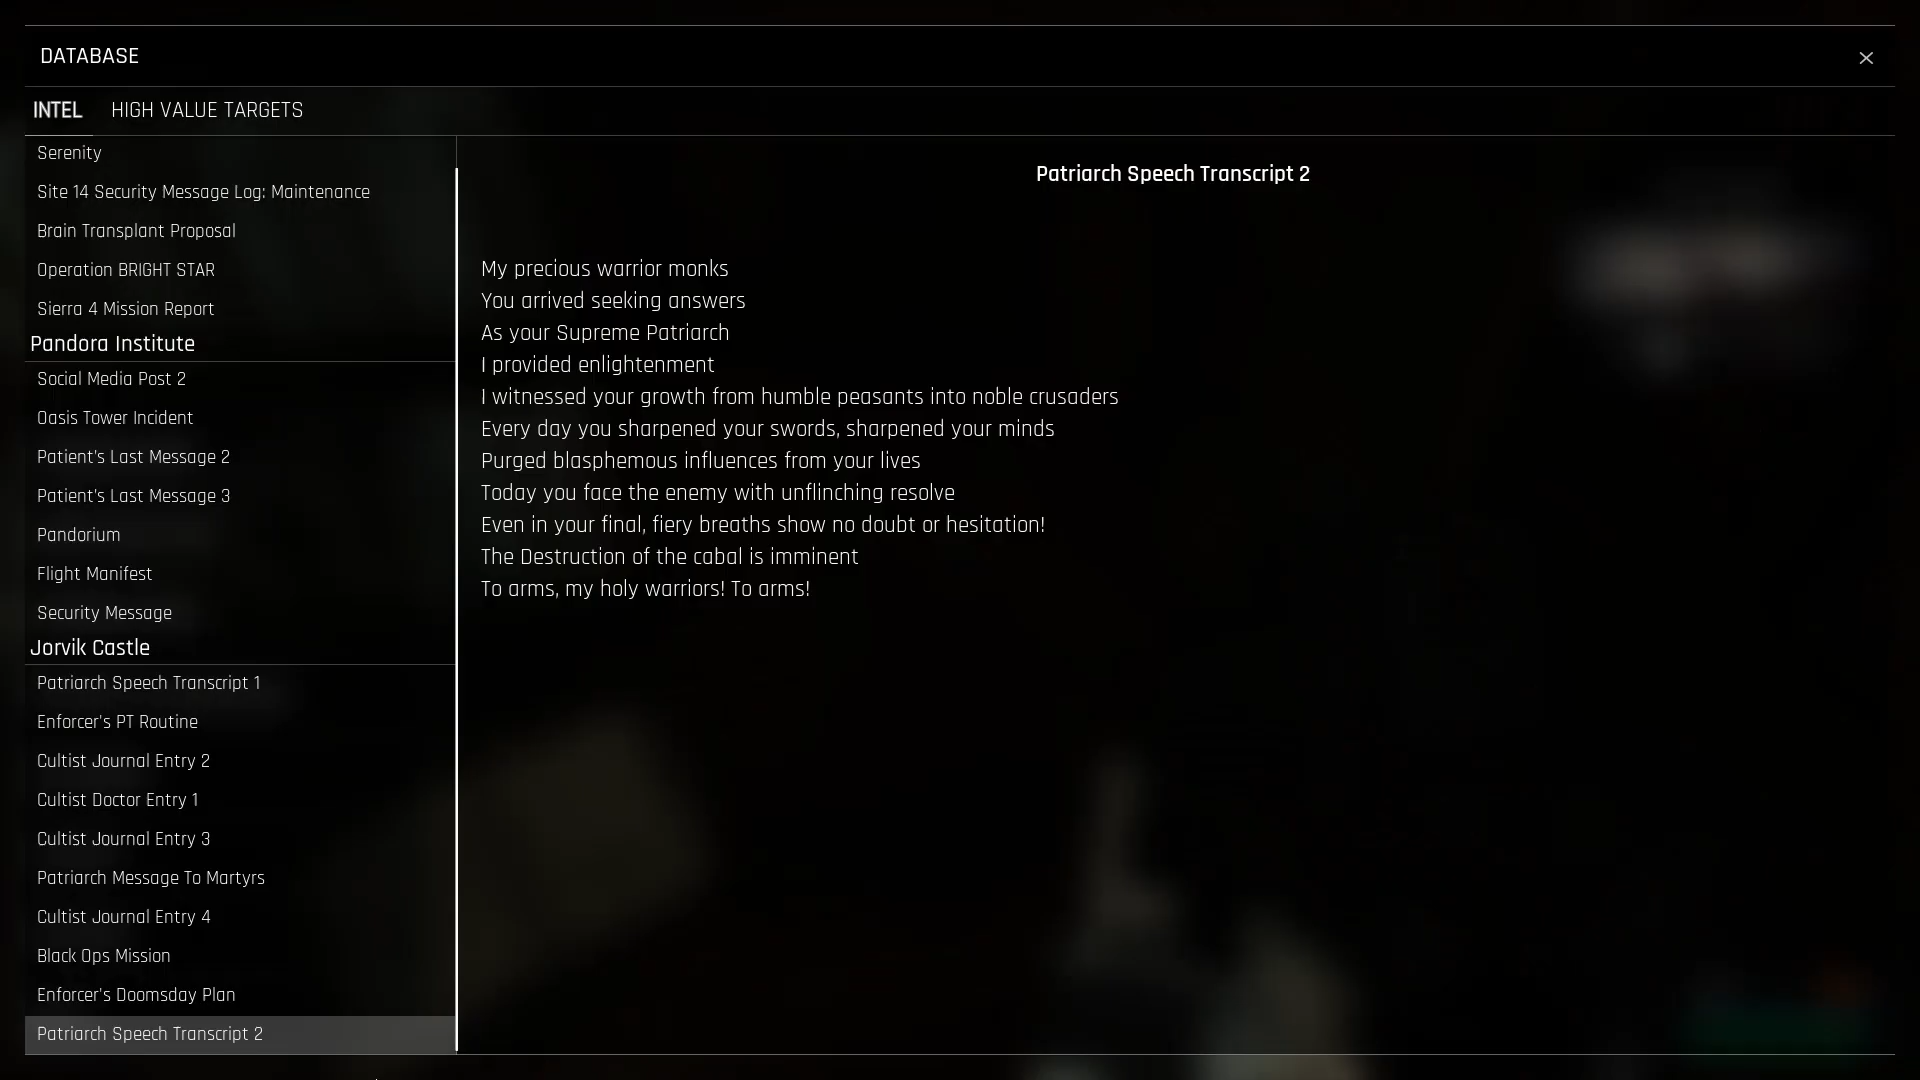 DATABASE
INTEL
HIGH VALUE TARGETS
Serenity
Site 14 Security Message Log: Maintenance
Brain Transplant Proposal
Operation BRIGHT STAR
Sierra 4 Mission Report
Pandora Institute
Social Media Post 2
Oasis Tower Incident
Patient's Last Message 2
Patient's Last Message 3
Pandorium
Flight Manifest
Security Message
Jorvik Castle
Patriarch Speech Transcript 1
Enforcer's PT Routine
Cultist Journal Entry 2
Cultist Doctor Entry 1
Cultist Journal Entry 3
Patriarch Message To Martyrs
Cultist Journal Entry 4
Black Ops Mission
Enforcer's Doomsday Plan
Patriarch Speech Transcript 2
Patriarch Speech Transcript 2
My precious warrior monks
You arrived seeking answers
As your Supreme Patriarch
I provided enlightenment
I witnessed your growth from humble peasants into noble crusaders
Every day you sharpened your swords, sharpened your minds
Purged blasphemous influences from your lives
Today you face the enemy with unflinching resolve
Even in your final, fiery breaths show no doubt or hesitation!
The Destruction of the cabal is imminent
To arms, my holy warriors! To arms!